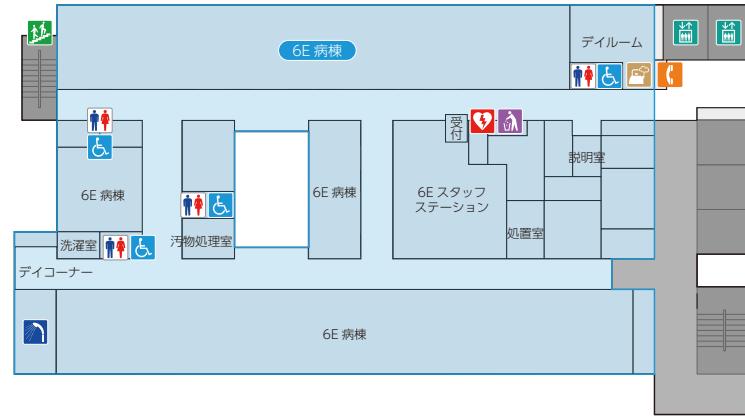 6E 病棟
デイルーム
受付
説明室
6E 病棟
6E 病棟
6E スタッフ
ステーション
処置室
洗濯室
汚物処理室
デイコーナー
6E 病棟